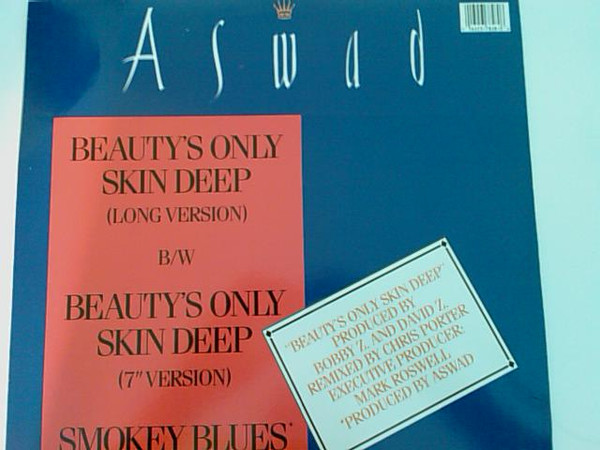 Aswad
BEAUTY'S ONLY
SKIN DEEP
(LONG VERSION)
B/W
BEAUTY'S ONLY
SKIN DEEP
(7" VERSION)
SMOKEY BLUES*
"BEAUTY'S ONLY SKIN DEEP"
PRODUCED BY
BOBBY Z. AND DAVID Z.
REMIXED BY CHRIS PORTER
EXECUTIVE PRODUCER:
MARK ROSWELL
*PRODUCED BY ASWAD